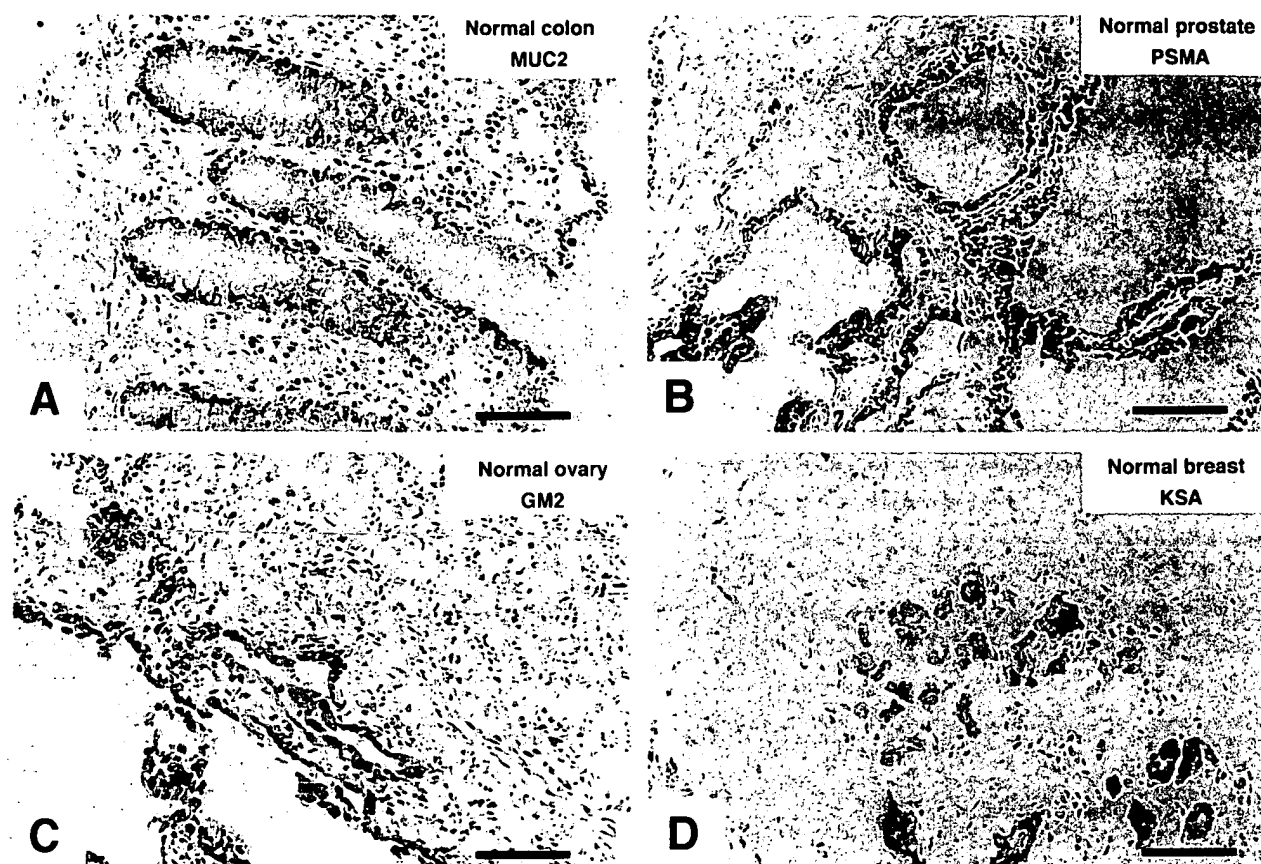 Normal colon
MUC2
A
Normal prostate
PSMA
B
Normal ovary
GM2
C
Normal breast
KSA
D